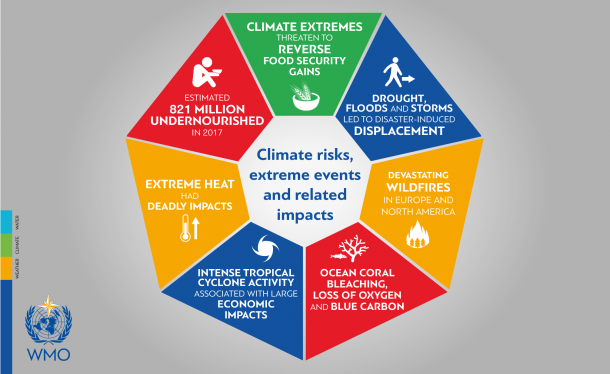 CLIMATE EXTREMES
THREATEN TO
REVERSE
FOOD SECURITY
GAINS
DROUGHT,
FLOODS AND STORMS
LED TO DISASTER-INDUCED
DISPLACEMENT
DEVASTATING
WILDFIRES
IN EUROPE AND
NORTH AMERICA
OCEAN CORAL
BLEACHING,
LOSS OF OXYGEN
AND BLUE CARBON
INTENSE TROPICAL
CYCLONE ACTIVITY
ASSOCIATED WITH LARGE
ECONOMIC
IMPACTS
EXTREME HEAT
HAD
DEADLY IMPACTS
ESTIMATED
821 MILLION
UNDERNOURISHED
IN 2017
Climate risks,
extreme events
and related
impacts
WEATHER CLIMATE WATER
WMO